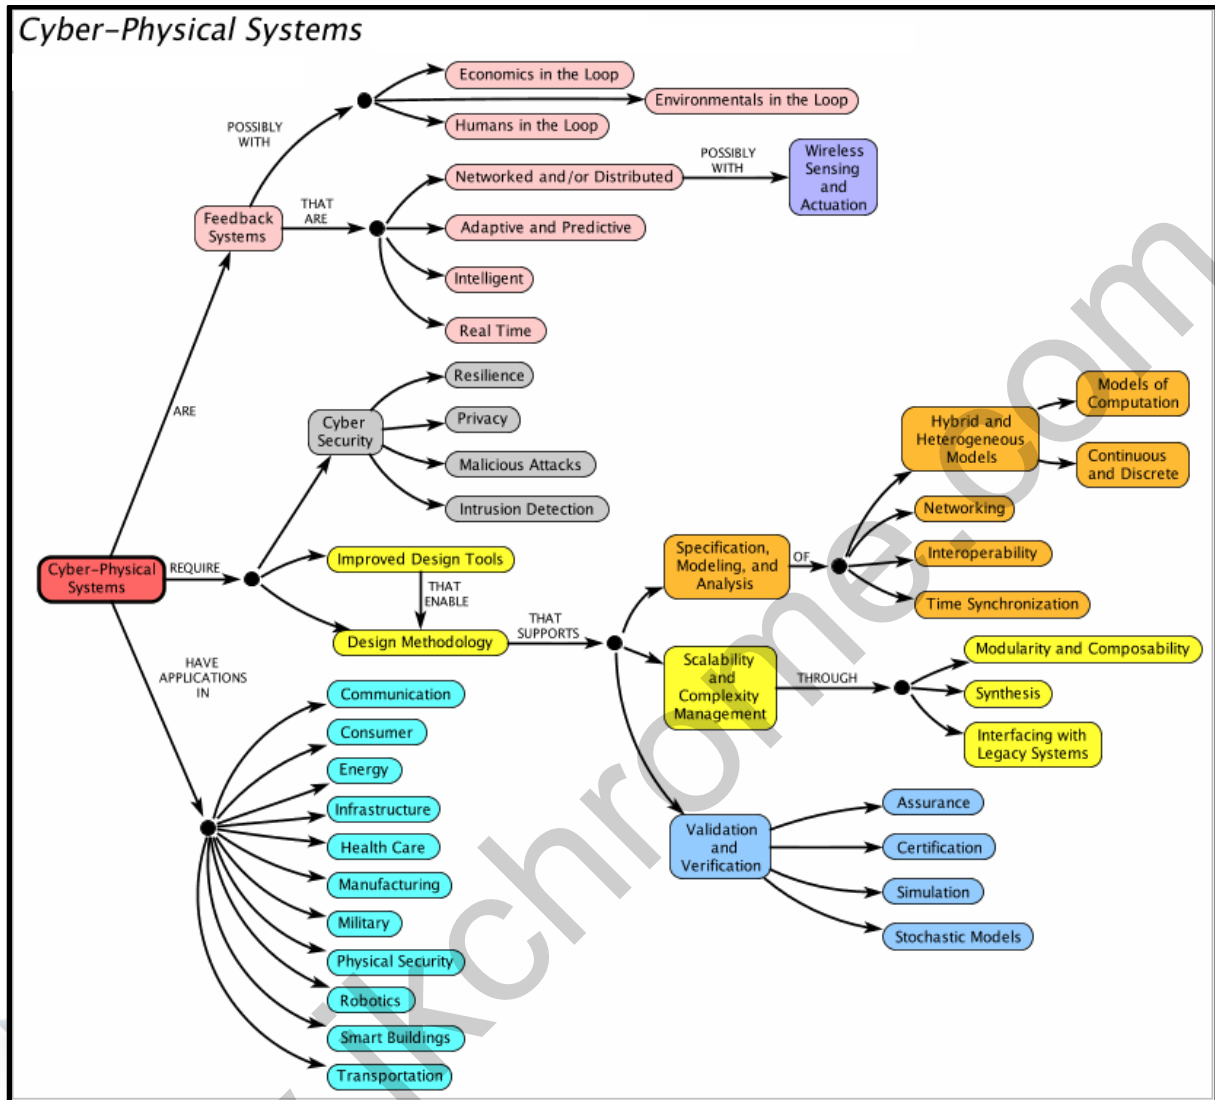 Cyber-Physical Systems
Economics in the Loop
Environmentals in the Loop
Humans in the Loop
POSSIBLY
WITH
Networked and/or Distributed
POSSIBLY
WITH
Wireless
Sensing
and
Actuation
Feedback
Systems
THAT
ARE
Adaptive and Predictive
Intelligent
Real Time
ARE
Resilience
Cyber
Security
Privacy
Malicious Attacks
Intrusion Detection
Models of
Computation
Hybrid and
Heterogeneous
Models
Continuous
and Discrete
Networking
Cyber-Physical
Systems
REQUIRE
Improved Design Tools
THAT
ENABLE
Design Methodology
THAT
SUPPORTS
Specification,
Modeling, and
Analysis
OF
Interoperability
Time Synchronization
Scalability
and
Complexity
Management
THROUGH
Modularity and Composability
Synthesis
Interfacing with
Legacy Systems
HAVE
APPLICATIONS
IN
Communication
Consumer
Energy
Infrastructure
Health Care
Manufacturing
Military
Physical Security
Robotics
Smart Buildings
Transportation
Validation
and
Verification
Assurance
Certification
Simulation
Stochastic Models